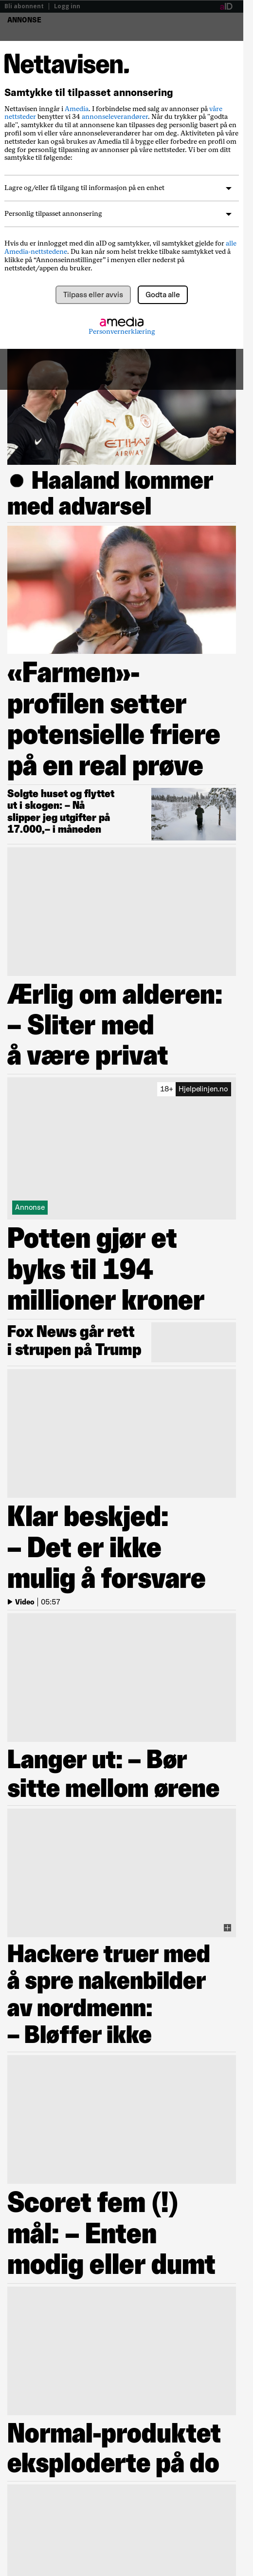 Bli abonnent | Logg inn
aID
ANNONSE
Nettavisen.
Samtykke til tilpasset annonsering
Nettavisen inngår i Amedia. I forbindelse med salg av annonser på våre
nettsteder benytter vi 34 annonseleverandører. Når du trykker på "godta
alle", samtykker du til at annonsene kan tilpasses deg personlig basert på en
profil som vi eller våre annonseleverandører har om deg. Aktiviteten på våre
nettsteder kan også brukes av Amedia til å bygge eller forbedre en profil om
deg for personlig tilpasning av annonser på våre nettsteder. Vi ber om ditt
samtykke til følgende:
Lagre og/eller få tilgang til informasjon på en enhet
Personlig tilpasset annonsering
Hvis du er innlogget med din aID og samtykker, vil samtykket gjelde for alle
Amedia-nettstedene. Du kan når som helst trekke tilbake samtykket ved å
klikke på “Annonseinnstillinger” i menyen eller nederst på
nettstedet/appen du bruker.
Tilpass eller avvis
Godta alle
amedia
Personvernerklæring
ETIHAD
AIRWAYS
● Haaland kommer
med advarsel
«Farmen»-
profilen setter
potensielle friere
på en real prøve
Solgte huset og flyttet
ut i skogen: – Nå
slipper jeg utgifter på
17.000,– i måneden
Ærlig om alderen:
– Sliter med
å være privat
18+ Hjelpelinjen.no
Annonse
Potten gjør et
byks til 194
millioner kroner
Fox News går rett
i strupen på Trump
Klar beskjed:
– Det er ikke
mulig å forsvare
Video | 05:57
Langer ut: – Bør
sitte mellom ørene
Hackere truer med
å spre nakenbilder
av nordmenn:
– Bløffer ikke
Scoret fem (!)
mål: – Enten
modig eller dumt
Normal-produktet
eksploderte på do